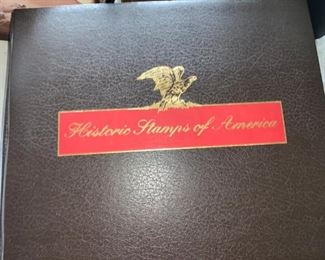 Historic Stamps of America